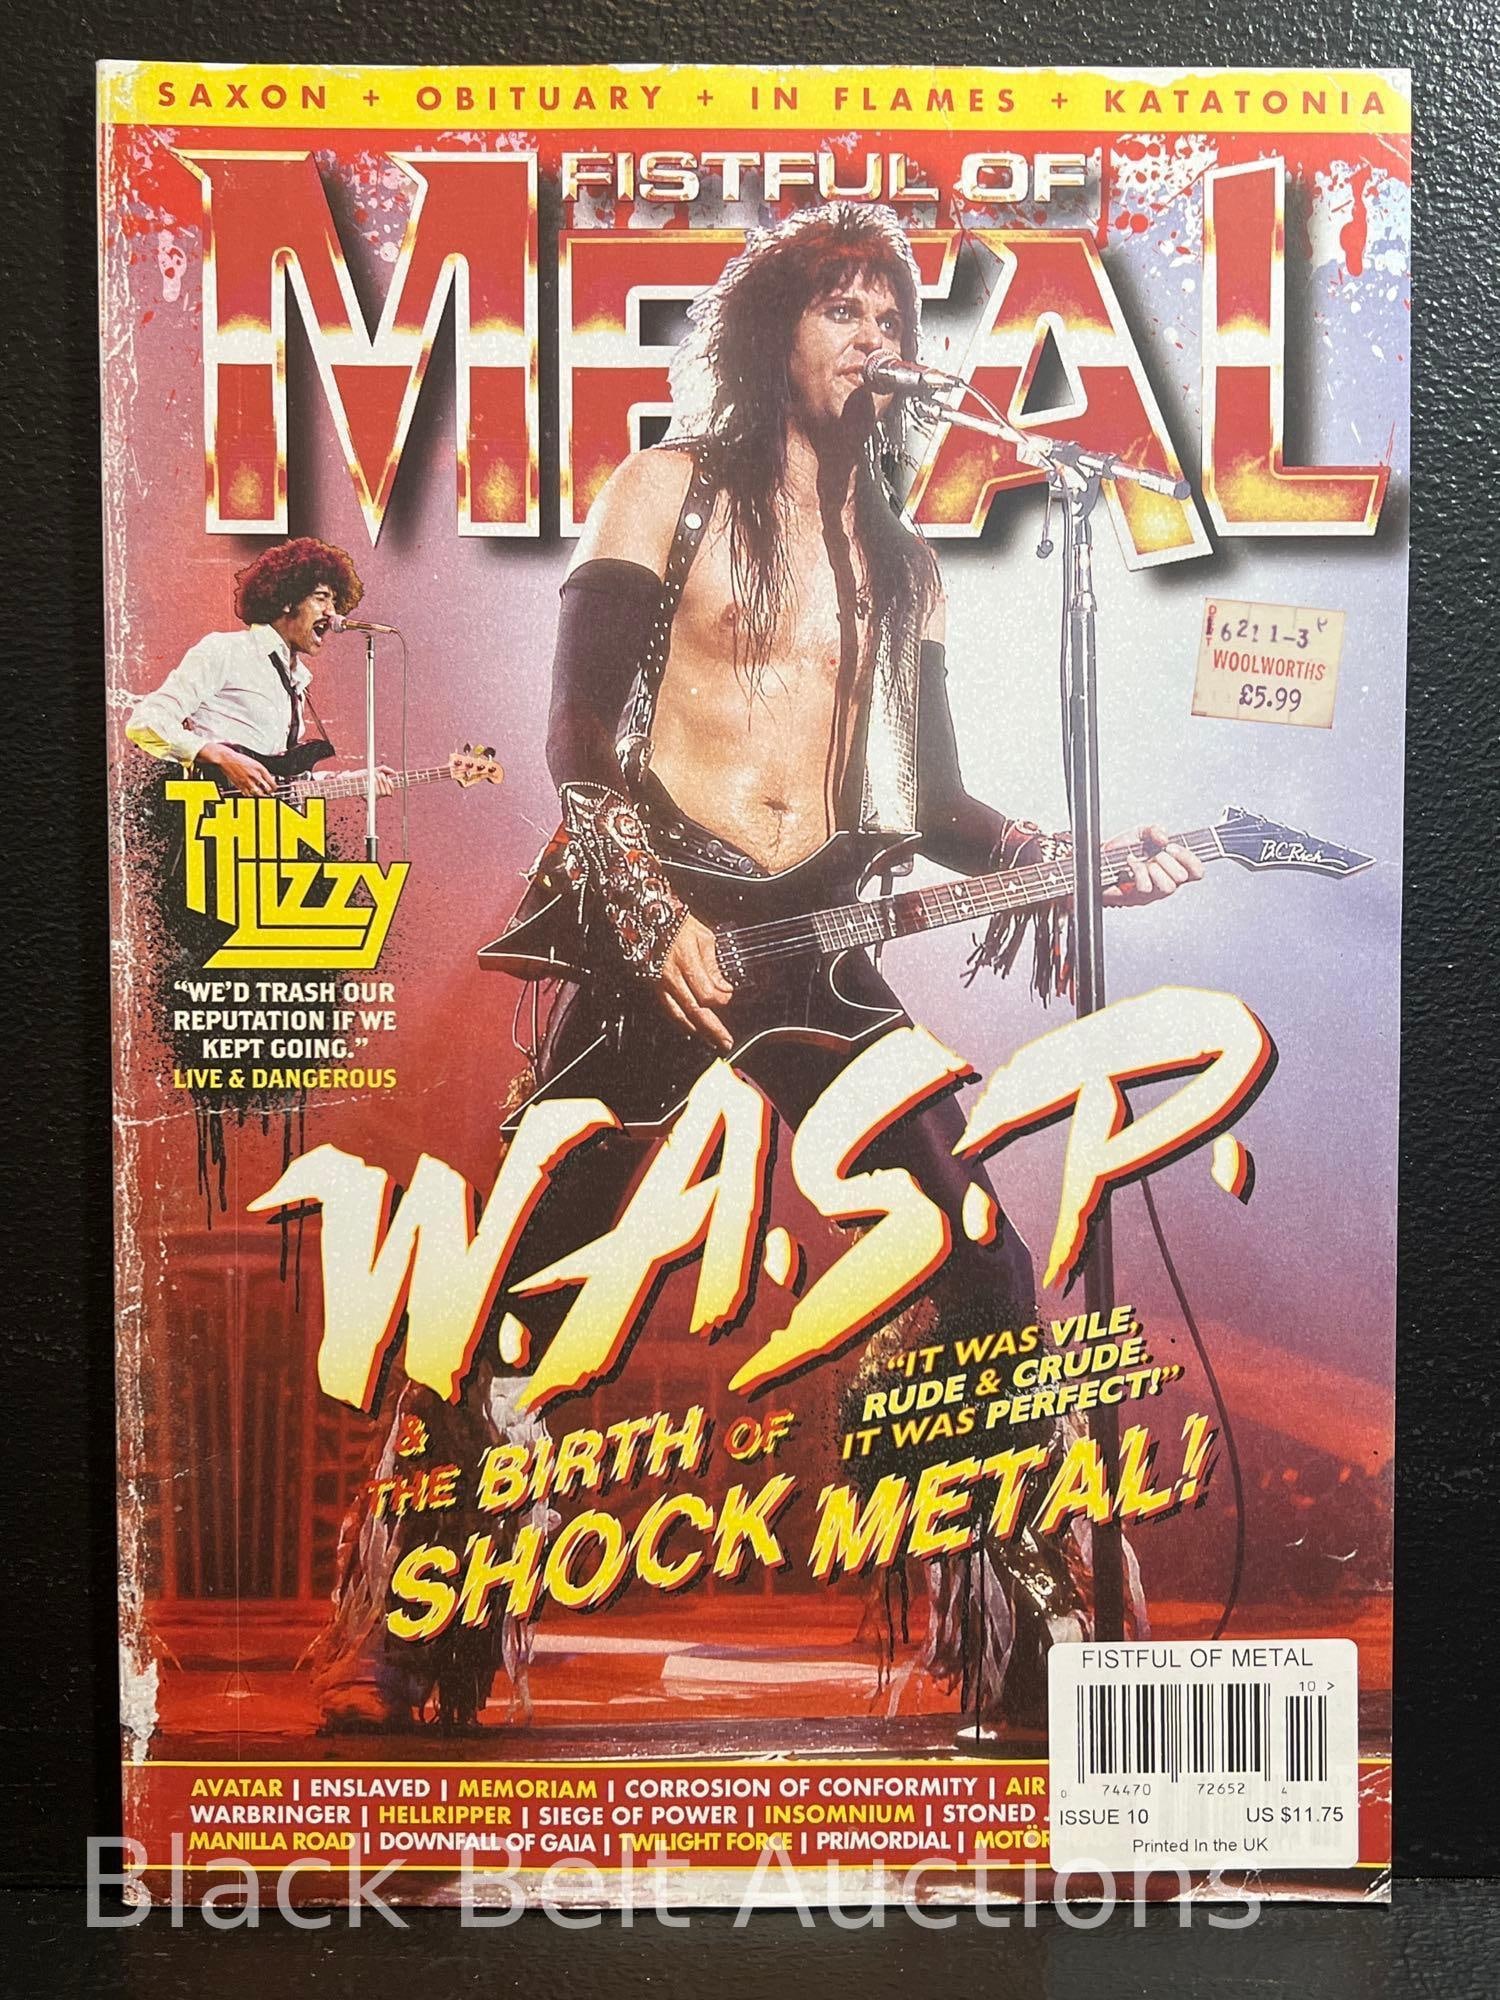 SAXON + OBITUARY + IN FLAMES + KATATONIA
FISTFUL OF
METAL
6211-3
WOOLWORTHS
£5.99
B.C.Rich
THIN
LIZZY
"WE'D TRASH OUR
REPUTATION IF WE
KEPT GOING."
LIVE & DANGEROUS
W.A.S.P.
"IT WAS VILE,
RUDE & CRUDE.
IT WAS PERFECT!"
& THE BIRTH OF
SHOCK METAL!
FISTFUL OF METAL
10 >
0 74470 72652 4
ISSUE 10 US $11.75
Printed In the UK
AVATAR | ENSLAVED | MEMORIAM | CORROSION OF CONFORMITY | AIR
WARBRINGER | HELLRIPPER | SIEGE OF POWER | INSOMNIUM | STONED
MANILLA ROAD | DOWNFALL OF GAIA | TWILIGHT FORCE | PRIMORDIAL | MOTÖR
Black Belt Auctions